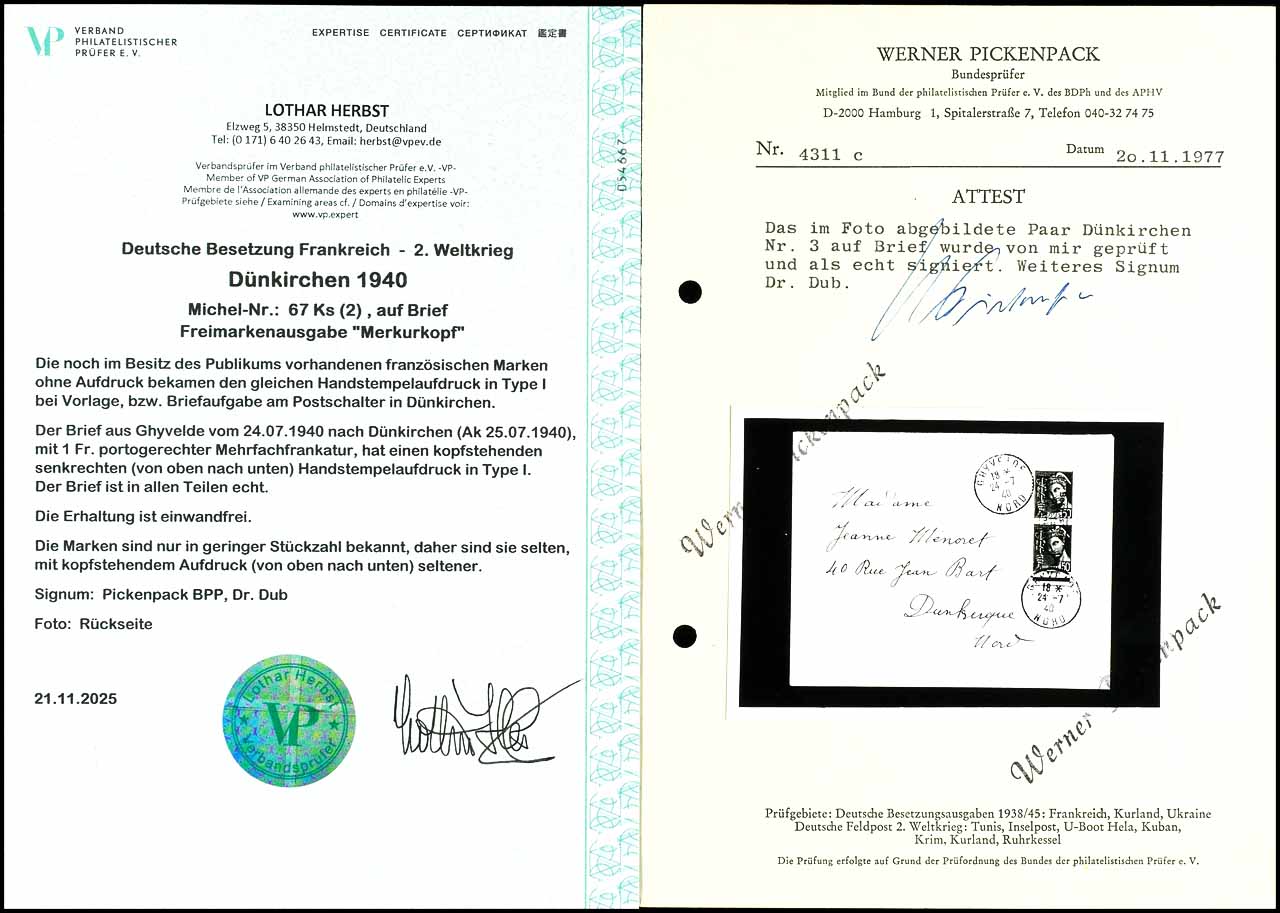 VP
VERBAND
PHILATELISTISCHER
PRÜFER E. V.
EXPERTISE CERTIFICATE СЕРТИФИКАТ 鑑定書
LOTHAR HERBST
Elzweg 5, 38350 Helmstedt, Deutschland
Tel: (0 171) 6 40 26 43, Email: herbst@vpev.de
Verbandsprüfer im Verband philatelistischer Prüfer e.V. -VP-
Member of VP German Association of Philatelic Experts
Membre de l'Association allemande des experts en philatélie -VP-
Prüfgebiete siehe / Examining areas cf. / Domains d'expertise voir:
www.vp.expert
D54667
Deutsche Besetzung Frankreich - 2. Weltkrieg
Dünkirchen 1940
Michel-Nr.: 67 Ks (2) , auf Brief
Freimarkenausgabe "Merkurkopf"
Die noch im Besitz des Publikums vorhandenen französischen Marken
ohne Aufdruck bekamen den gleichen Handstempelaufdruck in Type I
bei Vorlage, bzw. Briefaufgabe am Postschalter in Dünkirchen.
Der Brief aus Ghyvelde vom 24.07.1940 nach Dünkirchen (Ak 25.07.1940),
mit 1 Fr. portogerechter Mehrfachfrankatur, hat einen kopfstehenden
senkrechten (von oben nach unten) Handstempelaufdruck in Type I.
Der Brief ist in allen Teilen echt.
Die Erhaltung ist einwandfrei.
Die Marken sind nur in geringer Stückzahl bekannt, daher sind sie selten,
mit kopfstehendem Aufdruck (von oben nach unten) seltener.
Signum: Pickenpack BPP, Dr. Dub
Foto: Rückseite
21.11.2025
Lothar Herbst
VP
Verbandsprüfer
WERNER PICKENPACK
Bundesprüfer
Mitglied im Bund der philatelistischen Prüfer e. V. des BDPh und des APHV
D-2000 Hamburg 1, Spitalerstraße 7, Telefon 040-32 74 75
Nr. 4311 c Datum 2o.11.1977
ATTEST
Das im Foto abgebildete Paar Dünkirchen
Nr. 3 auf Brief wurde von mir geprüft
und als echt signiert. Weiteres Signum
Dr. Dub.
GHYVELDE
18 *
24 -7
40
NORD
Madame
Jeanne Ménoret
40 Rue Jean Bart
Dunkerque
Nord
50
18 *
24 -7
40
NORD
Werner
Pickenpack
Werner Pickenpack
Prüfgebiete: Deutsche Besetzungsausgaben 1938/45: Frankreich, Kurland, Ukraine
Deutsche Feldpost 2. Weltkrieg: Tunis, Inselpost, U-Boot Hela, Kuban,
Krim, Kurland, Ruhrkessel
Die Prüfung erfolgte auf Grund der Prüfordnung des Bundes der philatelistischen Prüfer e. V.